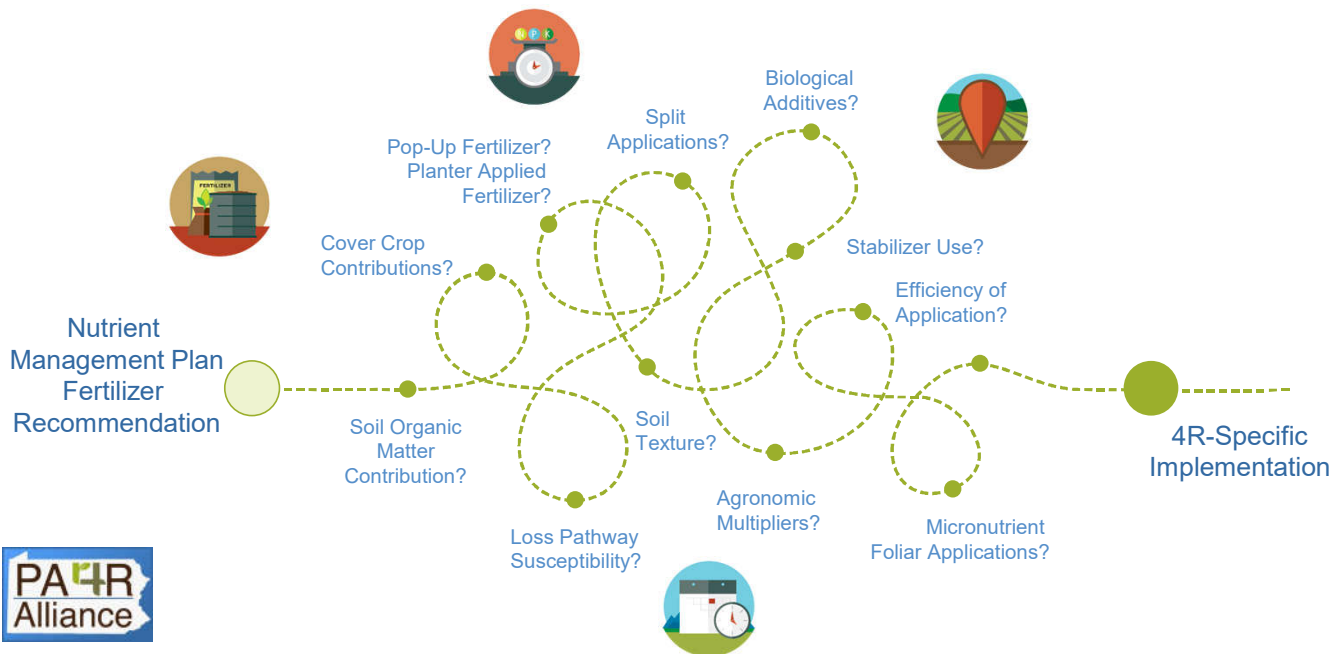 N P K
Biological
Additives?
Split
Applications?
Pop-Up Fertilizer?
Planter Applied
Fertilizer?
FERTILIZER
Cover Crop
Contributions?
Stabilizer Use?
Efficiency of
Application?
Nutrient
Management Plan
Fertilizer
Recommendation
Soil Organic
Matter
Contribution?
Soil
Texture?
4R-Specific
Implementation
Agronomic
Multipliers?
Loss Pathway
Susceptibility?
Micronutrient
Foliar Applications?
PA4R
Alliance